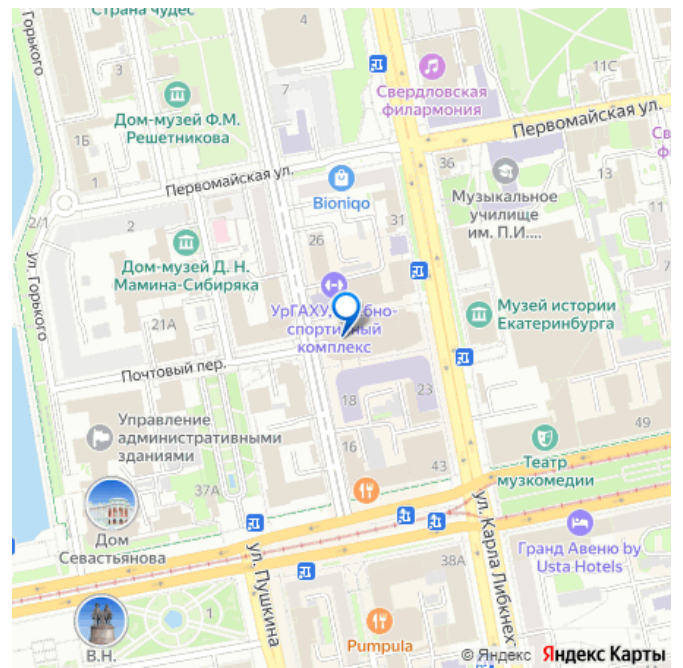 Страна чудес
Горького
3
7
Свердловская
филармония
11С
Дом-музей Ф.М.
Решетникова
1Б
Первомайская ул.
1
Первомайская ул.
36
2/1
2
Bioniqo
31
Музыкальное
училище
им. П.И....
13
26
Дом-музей Д. Н.
Мамина-Сибиряка
ул. Горького
УрГАХУ,
спортивный
комплекс
Музей истории
Екатеринбурга
21А
Почтовый пер.
18
23
Управление
административными
зданиями
16
43
49
Театр
музкомедии
37А
Дом
Севастьянова
ул. Пушкина
ул. Карла Либкнех
Гранд Авеню by
Usta Hotels
38А
1
В.Н.
Pumpula
© Яндекс Яндекс Карты